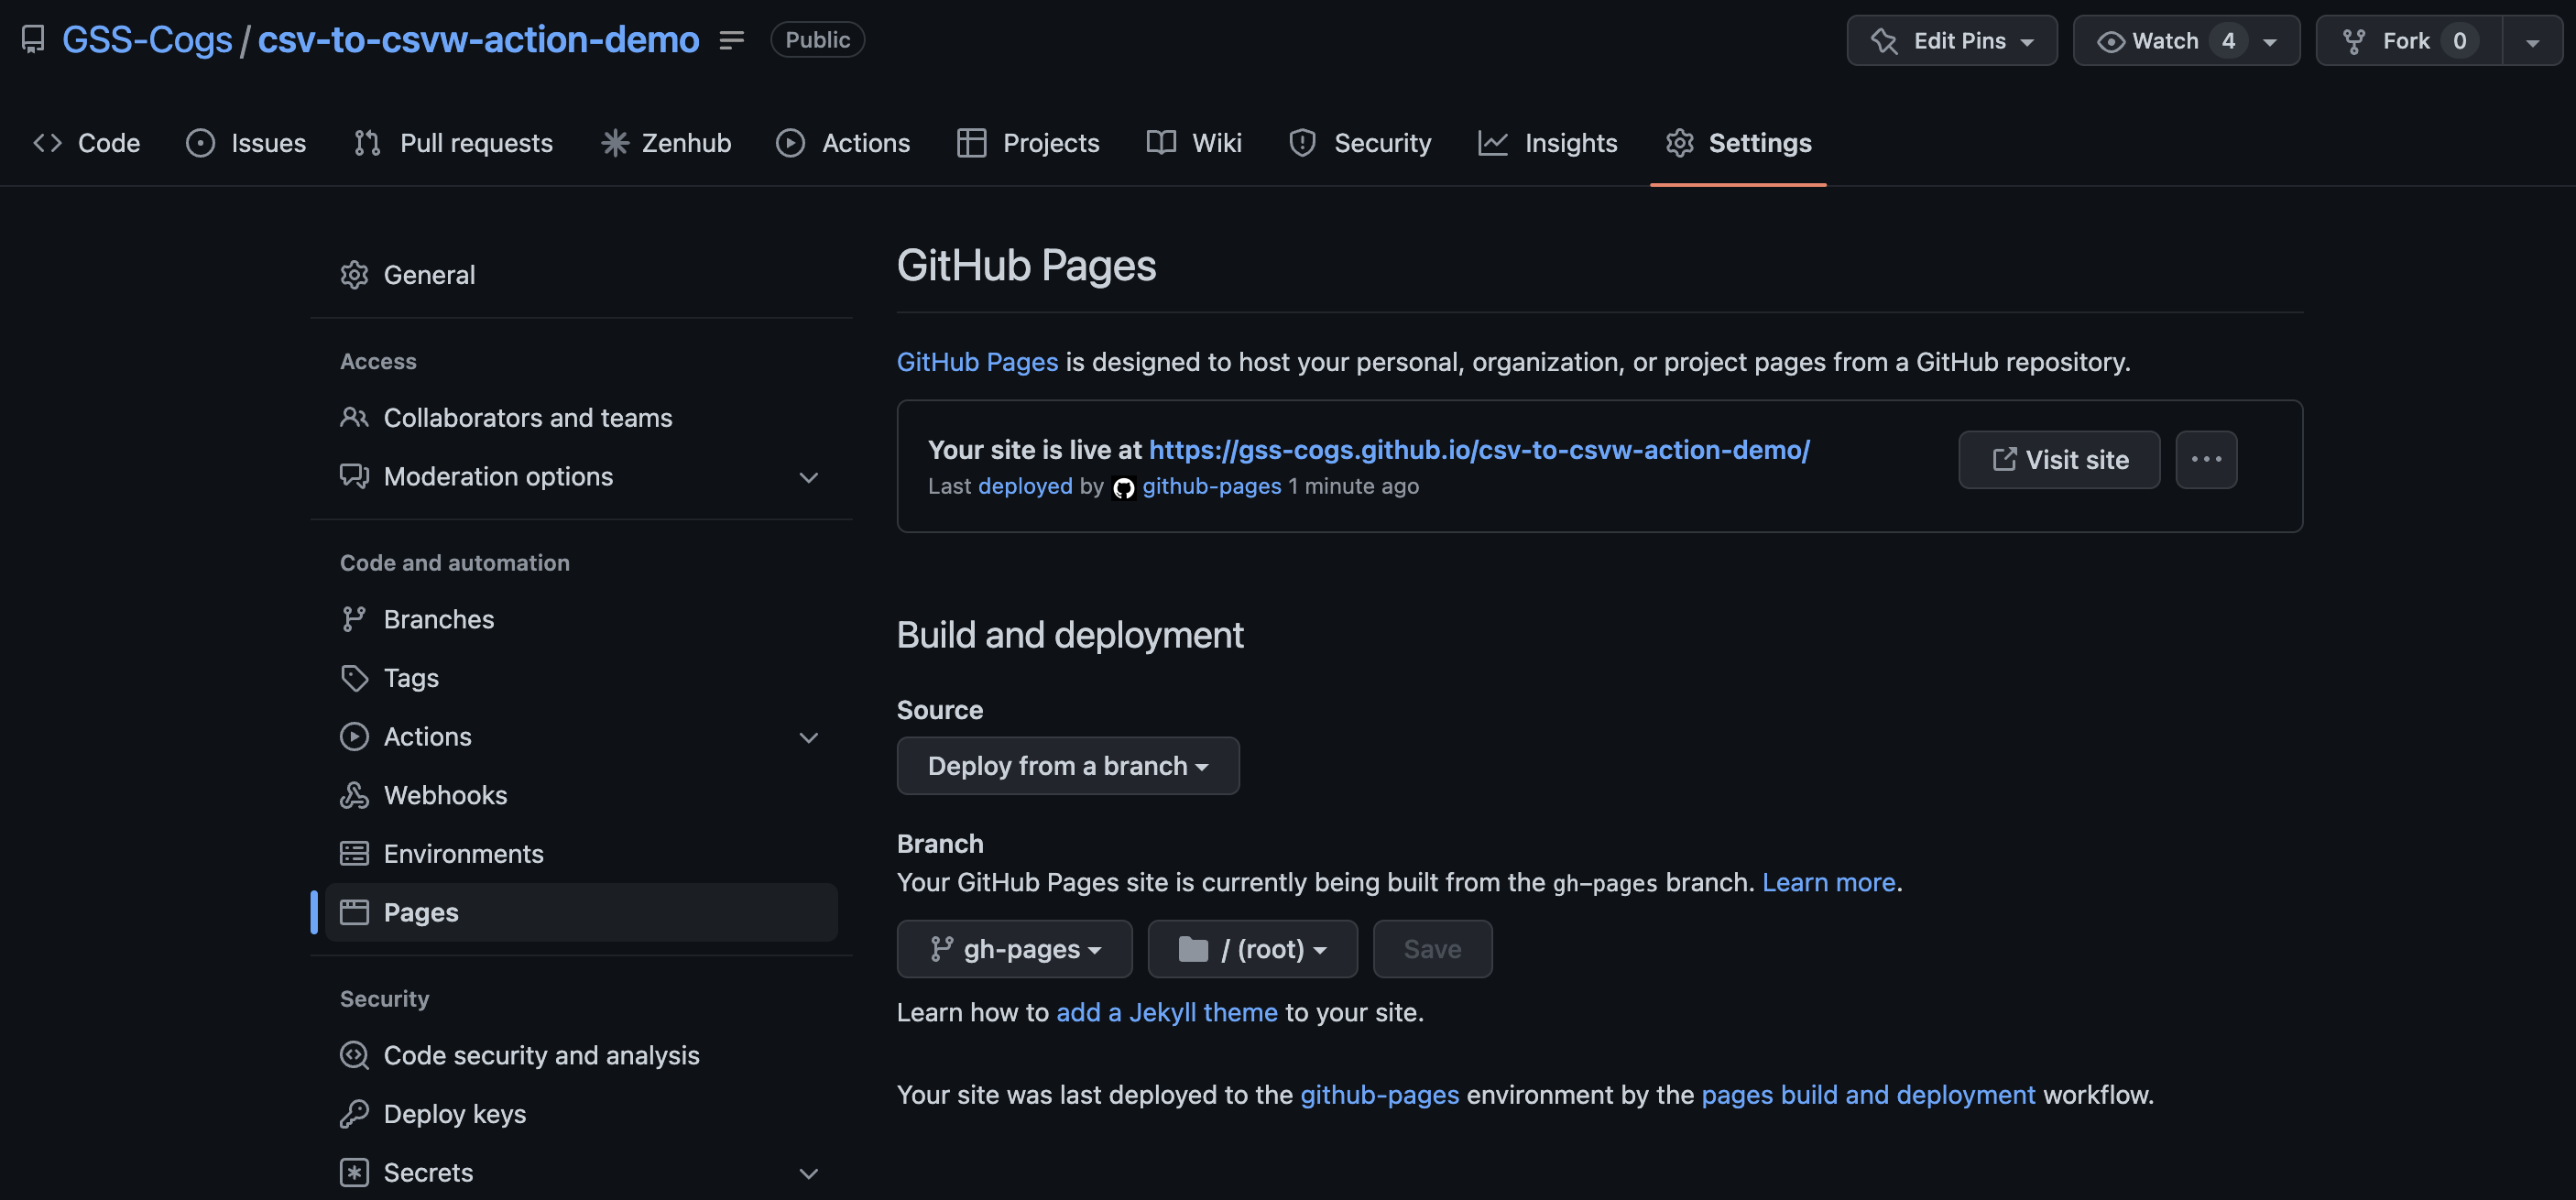 GSS-Cogs / csv-to-csvw-action-demo Public Edit Pins Watch 4 Fork 0
Code Issues Pull requests Zenhub Actions Projects Wiki Security Insights Settings
General
Access
Collaborators and teams
Moderation options
Code and automation
Branches
Tags
Actions
Webhooks
Environments
Pages
Security
Code security and analysis
Deploy keys
Secrets
GitHub Pages
GitHub Pages is designed to host your personal, organization, or project pages from a GitHub repository.
Your site is live at https://gss-cogs.github.io/csv-to-csvw-action-demo/
Last deployed by github-pages 1 minute ago
Visit site
Build and deployment
Source
Deploy from a branch
Branch
Your GitHub Pages site is currently being built from the gh-pages branch. Learn more.
gh-pages / (root) Save
Learn how to add a Jekyll theme to your site.
Your site was last deployed to the github-pages environment by the pages build and deployment workflow.